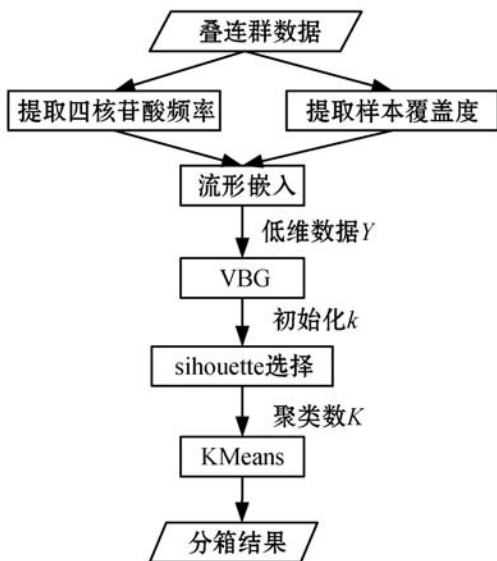 叠连群数据
提取四核苷酸频率
提取样本覆盖度
流形嵌入
低维数据Y
VBG
初始化k
sihouette选择
聚类数K
KMeans
分箱结果